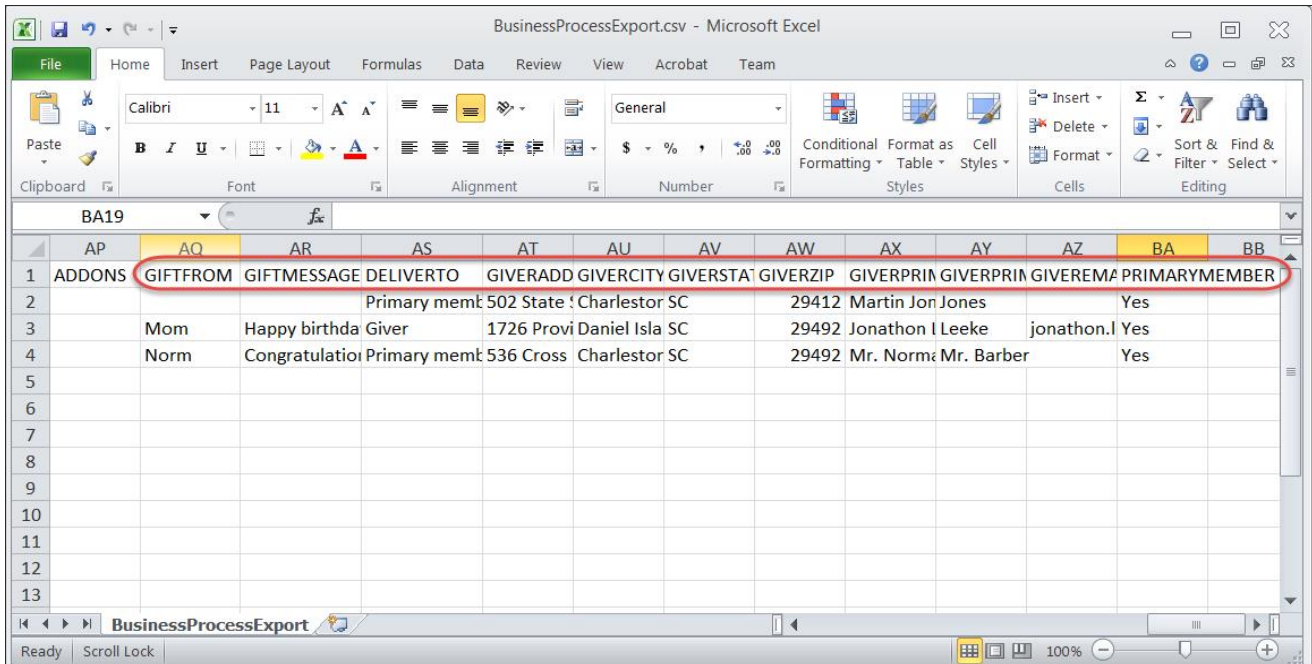 BusinessProcessExport.csv - Microsoft Excel
File Home Insert Page Layout Formulas Data Review View Acrobat Team
Calibri 11 A A General Σ Insert
Delete
Paste B I U A $ % , .0 .00 .00 .0 Conditional Format as Cell Format Sort & Find &
Formatting Table Styles Filter Select
Clipboard Font Alignment Number Styles Cells Editing
BA19 fx
AP AQ AR AS AT AU AV AW AX AY AZ BA BB
1 ADDONS GIFTFROM GIFTMESSAGE DELIVERTO GIVERADD GIVERCITY GIVERSTA GIVERZIP GIVERPRIN GIVERPRIN GIVEREMA PRIMARYMEMBER
2 Primary memb 502 State Charleston SC 29412 Martin Jon Jones Yes
3 Mom Happy birthda Giver 1726 Provi Daniel Isla SC 29492 Jonathon Leeke jonathon.l Yes
4 Norm Congratulation Primary memb 536 Cross Charleston SC 29492 Mr. Norma Mr. Barber Yes
5
6
7
8
9
10
11
12
13
BusinessProcessExport
Ready Scroll Lock 100%